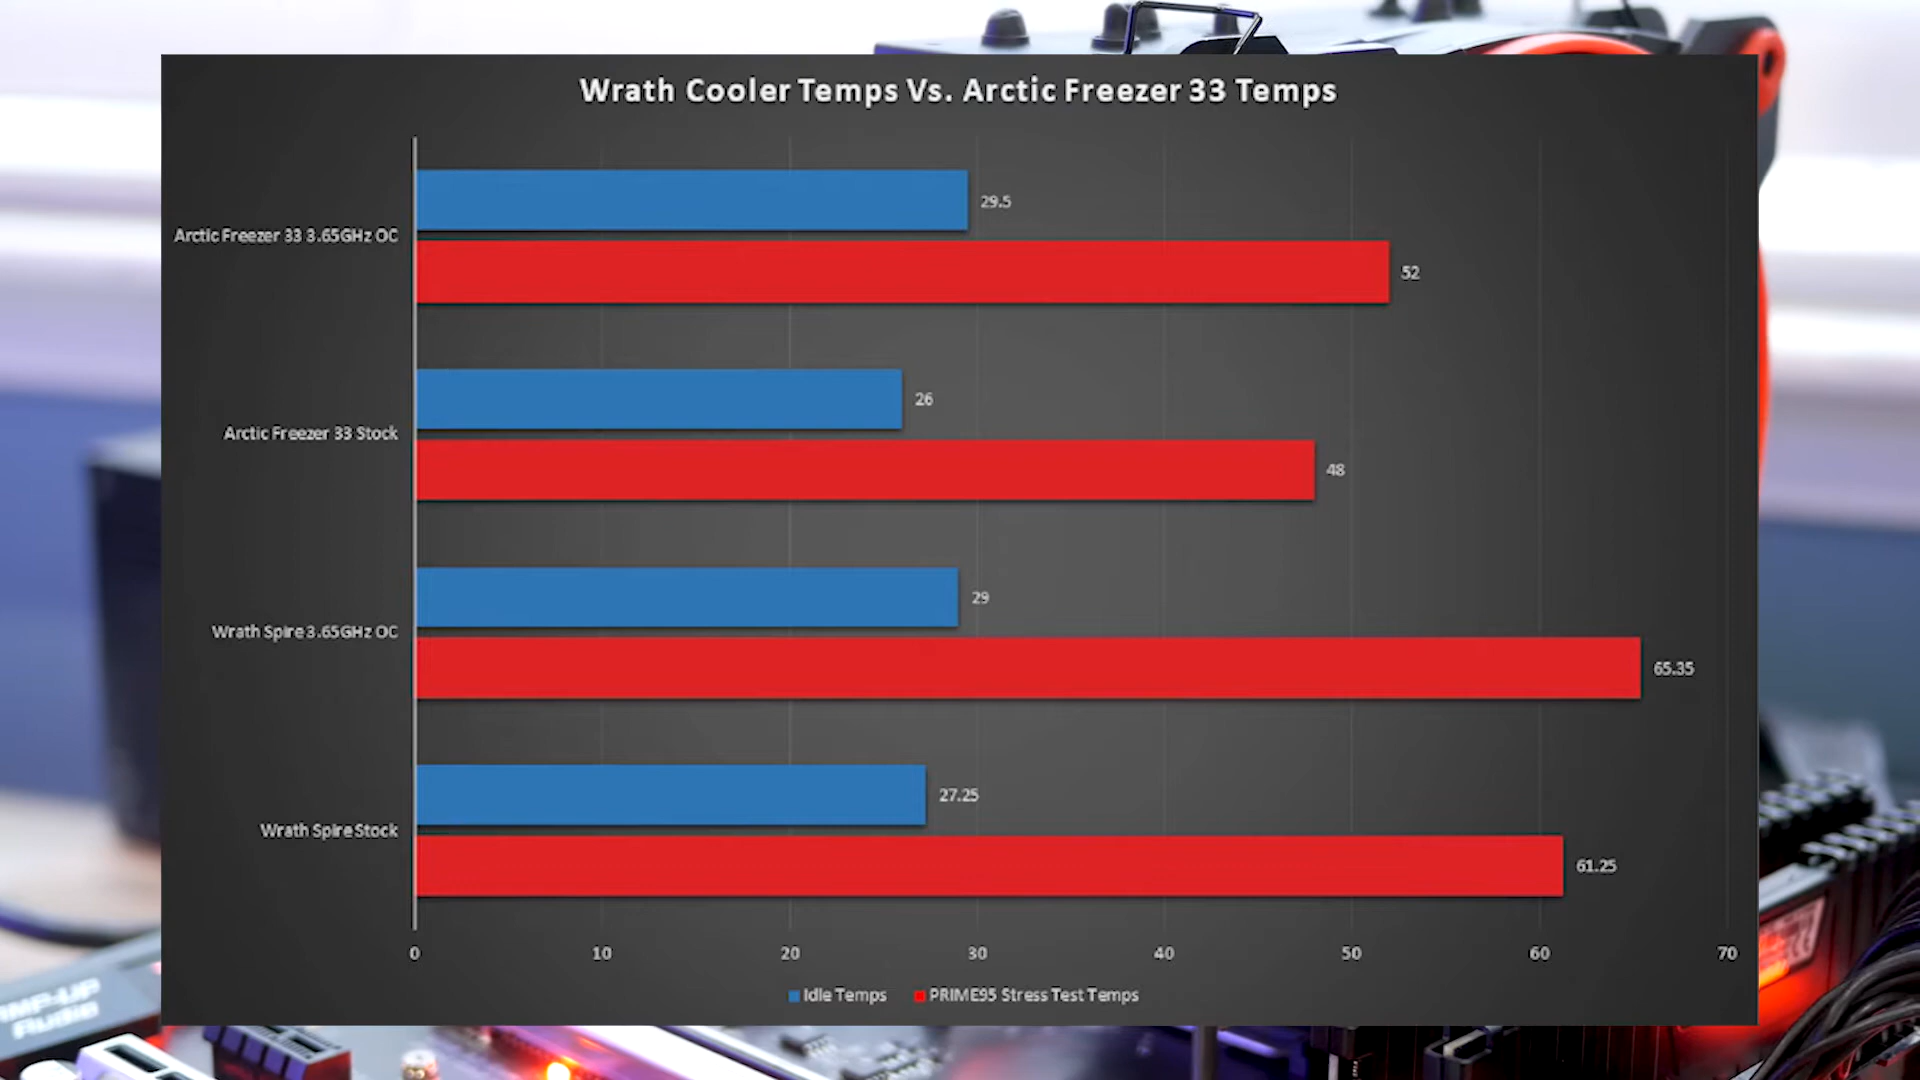 Wrath Cooler Temps Vs. Arctic Freezer 33 Temps
Arctic Freezer 33 3.65GHz OC
29.5
52
Arctic Freezer 33 Stock
26
48
Wrath Spire 3.65GHz OC
29
65.35
Wrath Spire Stock
27.25
61.25
0 10 20 30 40 50 60 70
Idle Temps PRIME95 Stress Test Temps
Audio